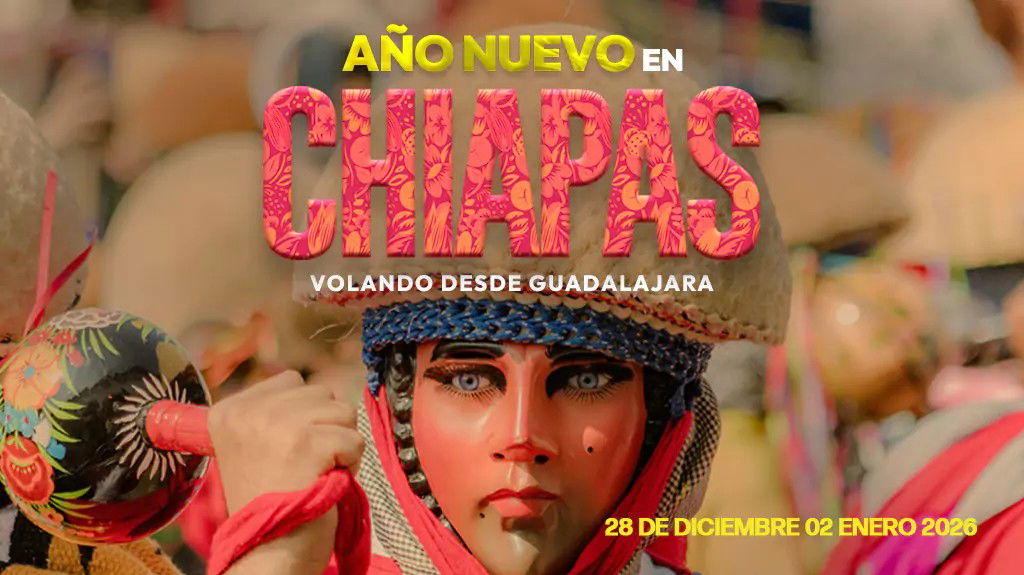 AÑO NUEVO EN
CHIAPAS
VOLANDO DESDE GUADALAJARA
28 DE DICIEMBRE 02 ENERO 2026